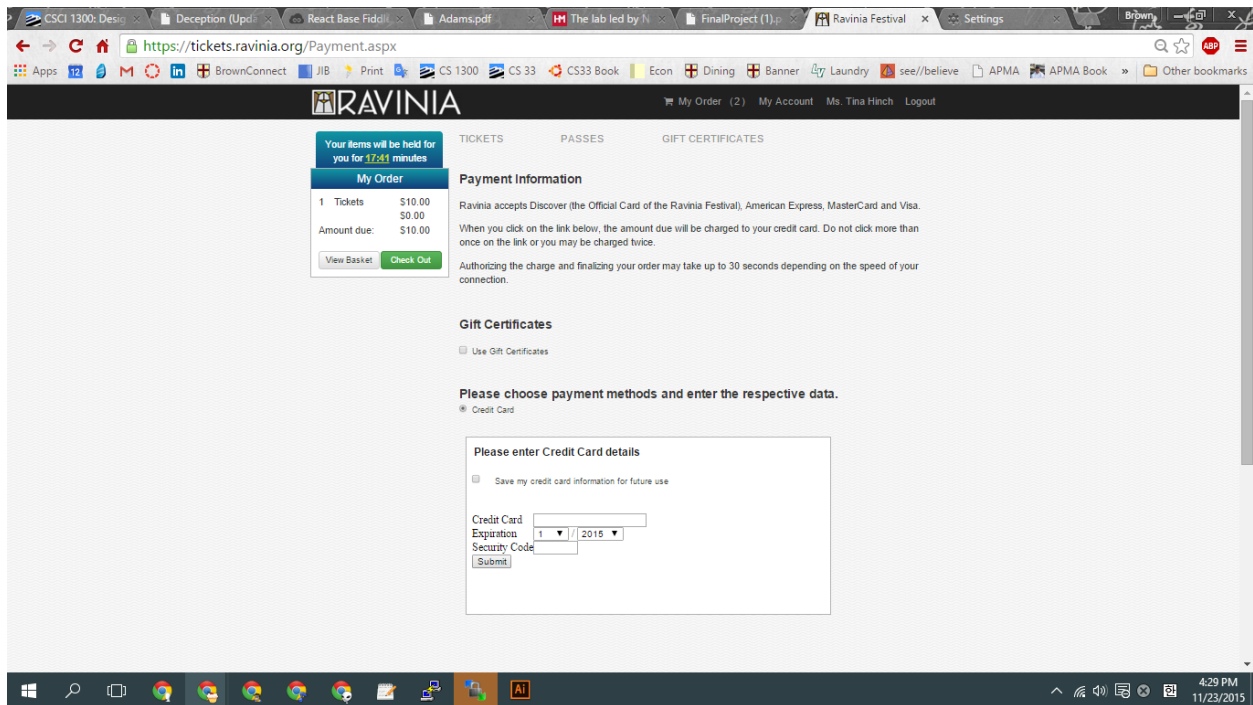 CSCI 1300: Desig
Deception (Upda
React Base Fiddl
Adams.pdf
The lab led by N
FinalProject (1).p
Ravinia Festival
Settings
Brown
https://tickets.ravinia.org/Payment.aspx
ABP
Apps
12
BrownConnect
JIB
Print
CS 1300
CS 33
CS33 Book
Econ
Dining
Banner
Laundry
see//believe
APMA
APMA Book
»
Other bookmarks
RAVINIA
My Order (2) My Account Ms. Tina Hinch Logout
Your items will be held for
you for 17:41 minutes
My Order
1 Tickets $10.00
$0.00
Amount due: $10.00
View Basket Check Out
TICKETS PASSES GIFT CERTIFICATES
Payment Information
Ravinia accepts Discover (the Official Card of the Ravinia Festival), American Express, MasterCard and Visa.
When you click on the link below, the amount due will be charged to your credit card. Do not click more than
once on the link or you may be charged twice.
Authorizing the charge and finalizing your order may take up to 30 seconds depending on the speed of your
connection.
Gift Certificates
Use Gift Certificates
Please choose payment methods and enter the respective data.
Credit Card
Please enter Credit Card details
Save my credit card information for future use
Credit Card
Expiration 1 / 2015
Security Code
Submit
Ai
한
4:29 PM
11/23/2015